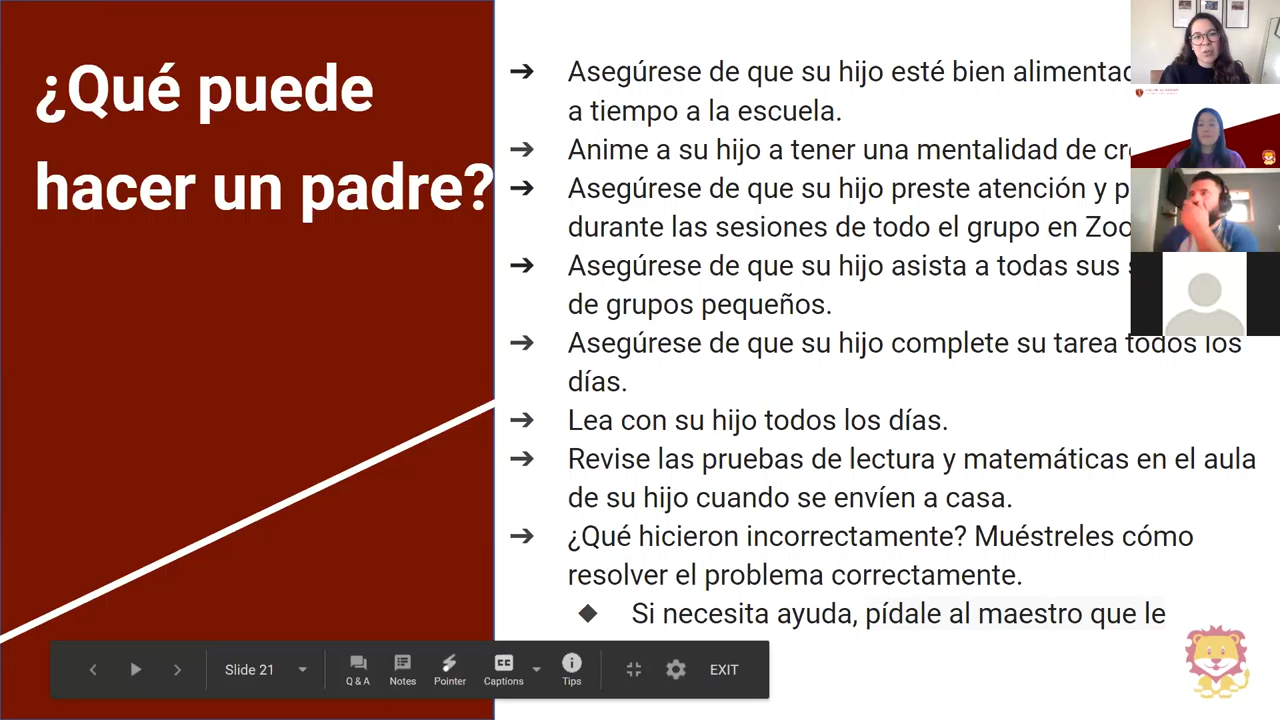 ¿Qué puede
hacer un padre?
➔ Asegúrese de que su hijo esté bien
a tiempo a la escuela.
➔ Anime a su hijo a tener una mentalidad de
➔ Asegúrese de que su hijo preste atención y
durante las sesiones de todo el grupo en
➔ Asegúrese de que su hijo asista a todas sus
de grupos pequeños.
➔ Asegúrese de que su hijo complete su tarea todos los
días.
➔ Lea con su hijo todos los días.
➔ Revise las pruebas de lectura y matemáticas en el aula
de su hijo cuando se envíen a casa.
➔ ¿Qué hicieron incorrectamente? Muéstreles cómo
resolver el problema correctamente.
◆ Si necesita ayuda, pídale al maestro que le
Slide 21
Q & A
Notes
Pointer
CC
Captions
Tips
EXIT